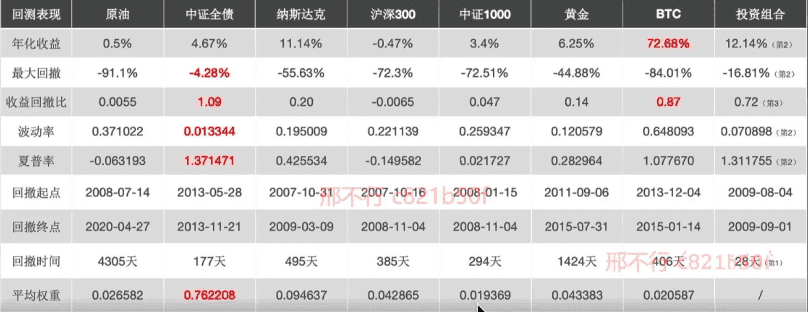 回测表现 原油 中证全债 纳斯达克 沪深300 中证1000 黄金 BTC 投资组合
年化收益 0.5% 4.67% 11.14% -0.47% 3.4% 6.25% 72.68% 12.14%(第2)
最大回撤 -91.1% -4.28% -55.63% -72.3% -72.51% -44.88% -84.01% -16.81%(第2)
收益回撤比 0.0055 1.09 0.20 -0.0065 0.047 0.14 0.87 0.72(第3)
波动率 0.371022 0.013344 0.195009 0.221139 0.259347 0.120579 0.648093 0.070898(第2)
夏普率 -0.063193 1.371471 0.425534 -0.149582 0.021727 0.282964 1.077670 1.311755(第2)
回撤起点 2008-07-14 2013-05-28 2007-10-31 2007-10-16 2008-01-15 2011-09-06 2013-12-04 2009-08-04
邢不行 c821b50f
回撤终点 2020-04-27 2013-11-21 2009-03-09 2008-11-04 2008-11-04 2015-07-31 2015-01-14 2009-09-01
回撤时间 4305天 177天 495天 385天 294天 1424天 406天 28天(第1)
邢不行 c821b50f
平均权重 0.026582 0.762208 0.094637 0.042865 0.019369 0.043383 0.020587 /